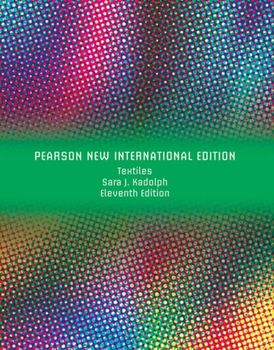 PEARSON NEW INTERNATIONAL EDITION
Textiles
Sara J. Kadolph
Eleventh Edition